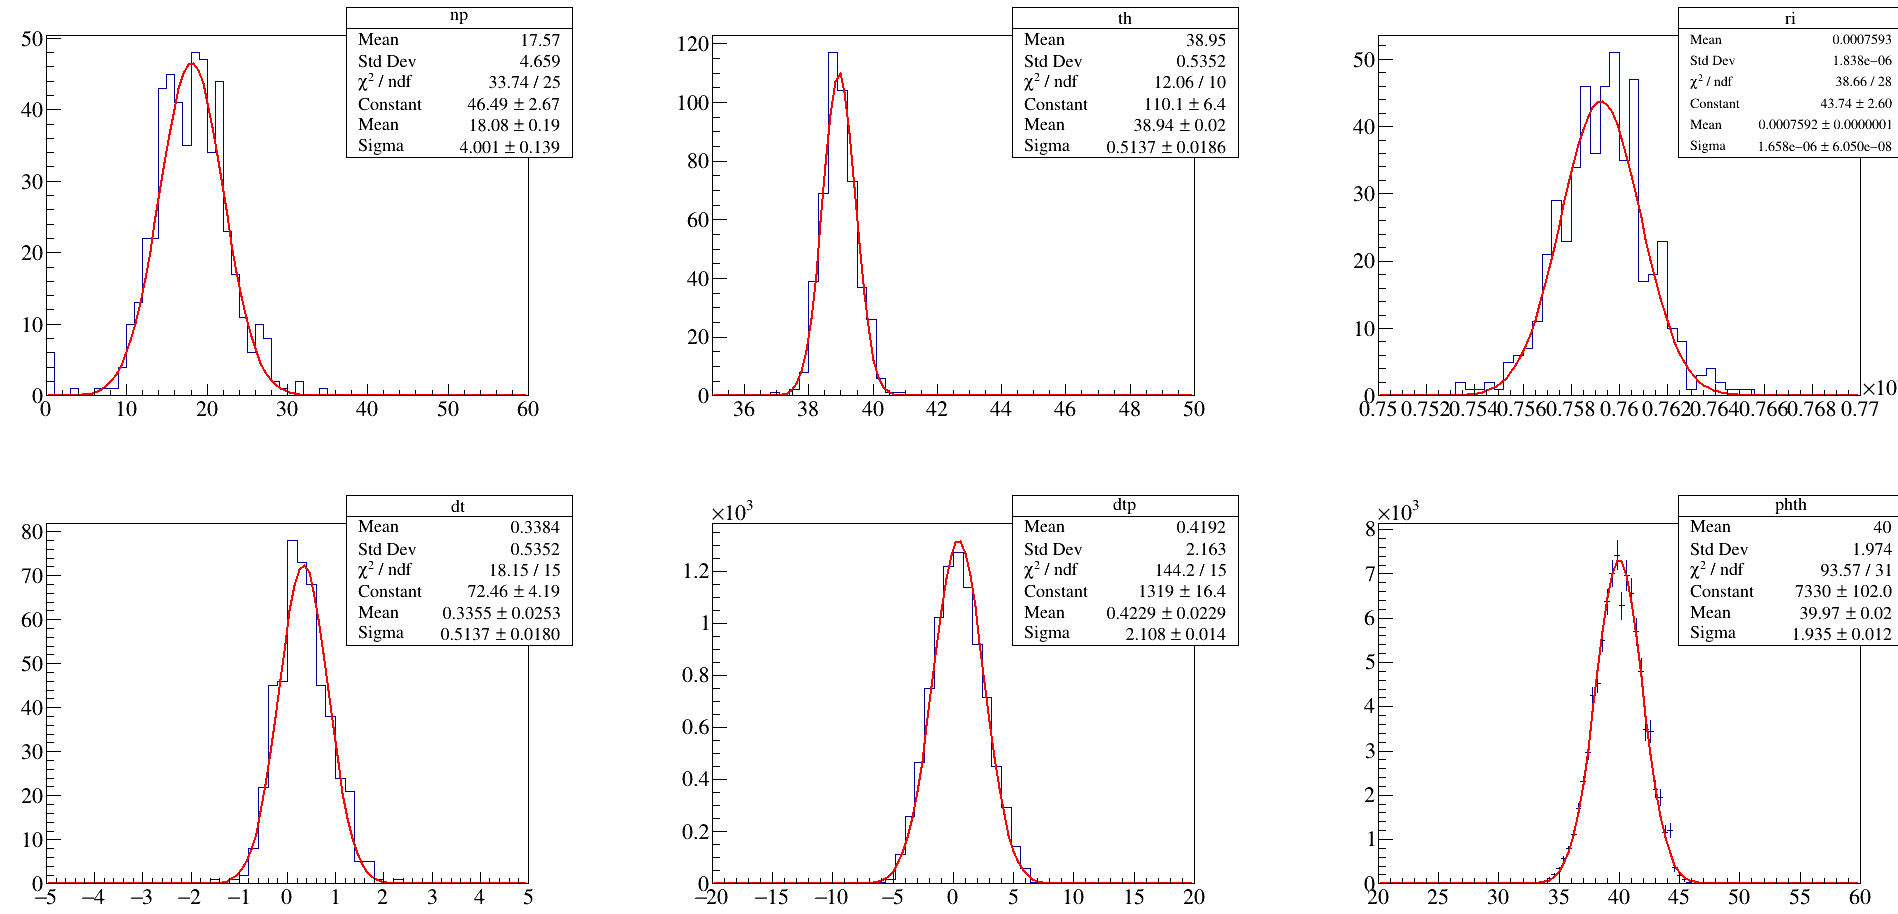 np
Mean 17.57
Std Dev 4.659
χ² / ndf 33.74 / 25
Constant 46.49 ± 2.67
Mean 18.08 ± 0.19
Sigma 4.001 ± 0.139
50
40
30
20
10
0
0 10 20 30 40 50 60
th
Mean 38.95
Std Dev 0.5352
χ² / ndf 12.06 / 10
Constant 110.1 ± 6.4
Mean 38.94 ± 0.02
Sigma 0.5137 ± 0.0186
120
100
80
60
40
20
0
36 38 40 42 44 46 48 50
ri
Mean 0.0007593
Std Dev 1.838e−06
χ² / ndf 38.66 / 28
Constant 43.74 ± 2.60
Mean 0.0007592 ± 0.0000001
Sigma 1.658e−06 ± 6.050e−08
50
40
30
20
10
0
×10
0.75 0.752 0.754 0.756 0.758 0.76 0.762 0.764 0.766 0.768 0.77
dt
Mean 0.3384
Std Dev 0.5352
χ² / ndf 18.15 / 15
Constant 72.46 ± 4.19
Mean 0.3355 ± 0.0253
Sigma 0.5137 ± 0.0180
80
70
60
50
40
30
20
10
0
−5 −4 −3 −2 −1 0 1 2 3 4 5
dtp
Mean 0.4192
Std Dev 2.163
χ² / ndf 144.2 / 15
Constant 1319 ± 16.4
Mean 0.4229 ± 0.0229
Sigma 2.108 ± 0.014
×10³
1.2
1
0.8
0.6
0.4
0.2
0
−20 −15 −10 −5 0 5 10 15 20
phth
Mean 40
Std Dev 1.974
χ² / ndf 93.57 / 31
Constant 7330 ± 102.0
Mean 39.97 ± 0.02
Sigma 1.935 ± 0.012
×10³
8
7
6
5
4
3
2
1
0
20 25 30 35 40 45 50 55 60